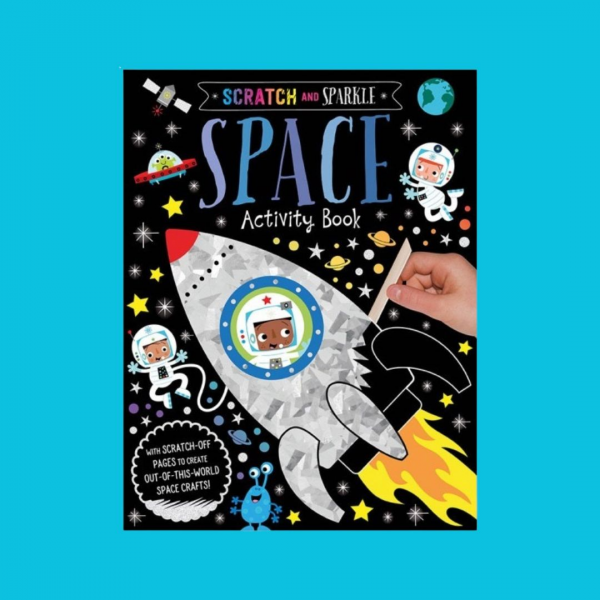 SCRATCH AND SPARKLE
SPACE
Activity Book
WITH SCRATCH-OFF
PAGES TO CREATE
OUT-OF-THIS-WORLD
SPACE CRAFTS!